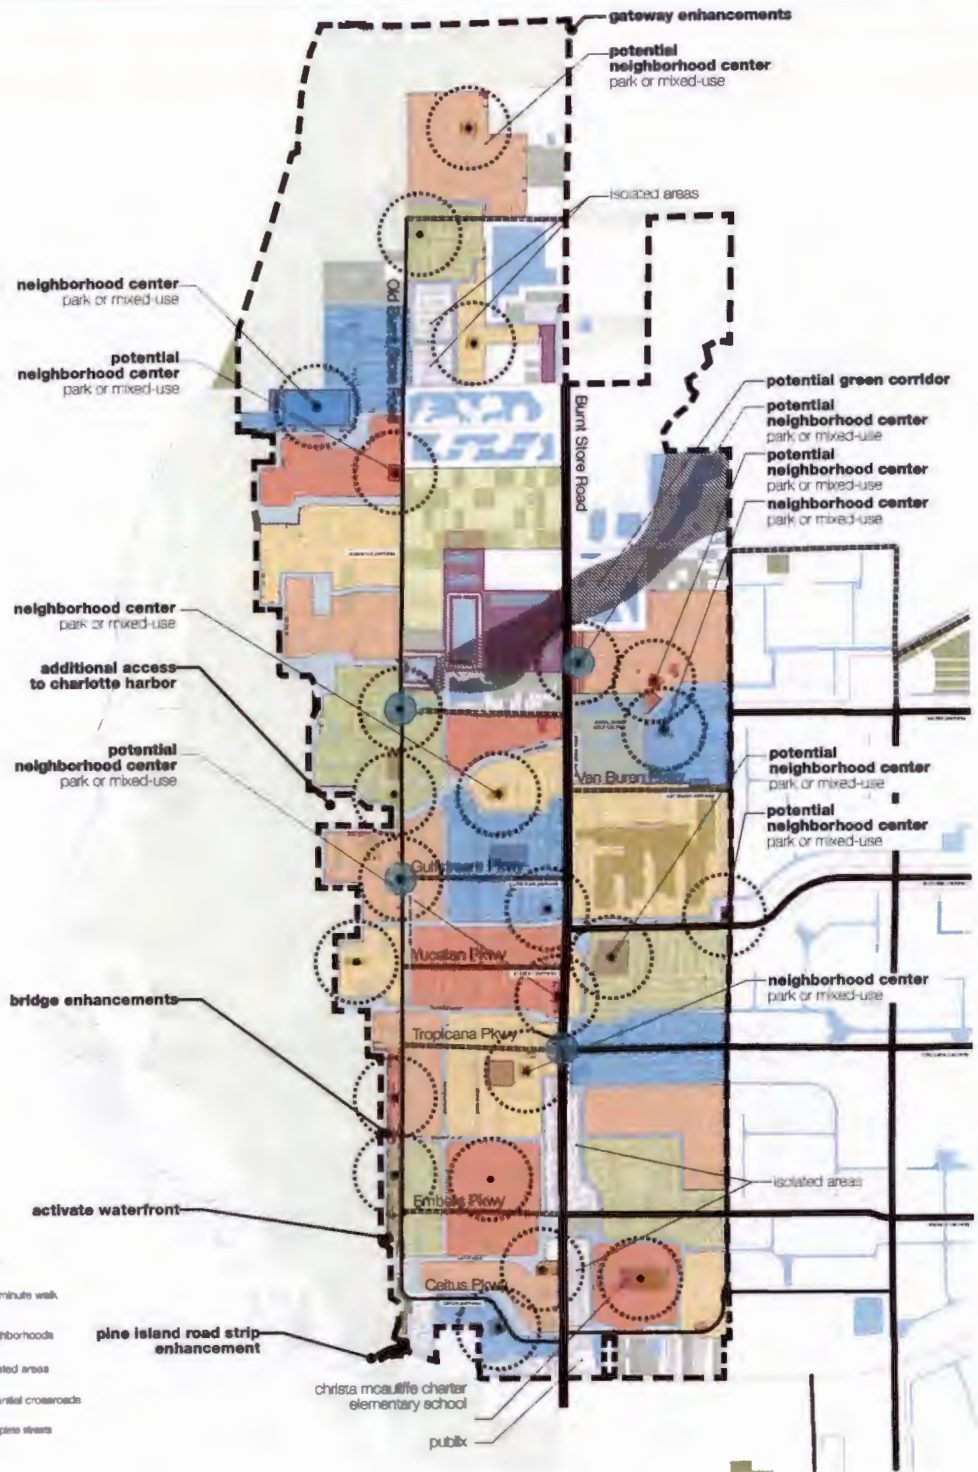 gateway enhancements
potential
neighborhood center
park or mixed-use
isolated areas
neighborhood center
park or mixed-use
potential
neighborhood center
park or mixed-use
Burnt Store Road
potential green corridor
potential
neighborhood center
park or mixed-use
potential
neighborhood center
park or mixed-use
neighborhood center
park or mixed-use
neighborhood center
park or mixed-use
additional access
to charlotte harbor
potential
neighborhood center
park or mixed-use
Van Buren Pkwy
potential
neighborhood center
park or mixed-use
potential
neighborhood center
park or mixed-use
Gulfstream Pkwy
Yucatan Pkwy
neighborhood center
park or mixed-use
bridge enhancements
Tropicana Pkwy
isolated areas
Embers Pkwy
activate waterfront
Ceitus Pkwy
minute walk
pine island road strip
enhancement
christa mcauliffe charter
elementary school
publix